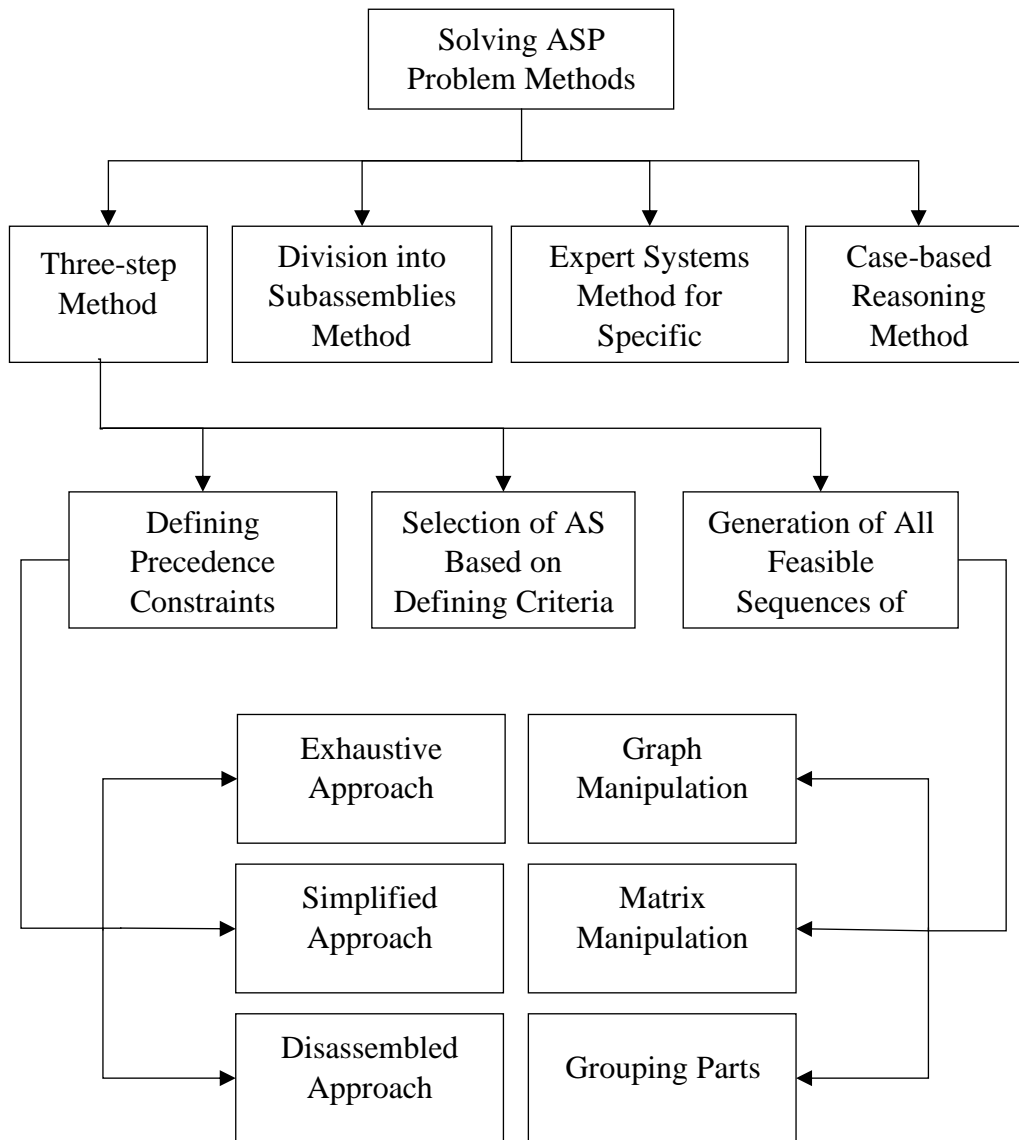 Solving ASP
Problem Methods
Three-step
Method
Division into
Subassemblies
Method
Expert Systems
Method for
Specific
Case-based
Reasoning
Method
Defining
Precedence
Constraints
Selection of AS
Based on
Defining Criteria
Generation of All
Feasible
Sequences of
Exhaustive
Approach
Graph
Manipulation
Simplified
Approach
Matrix
Manipulation
Disassembled
Approach
Grouping Parts